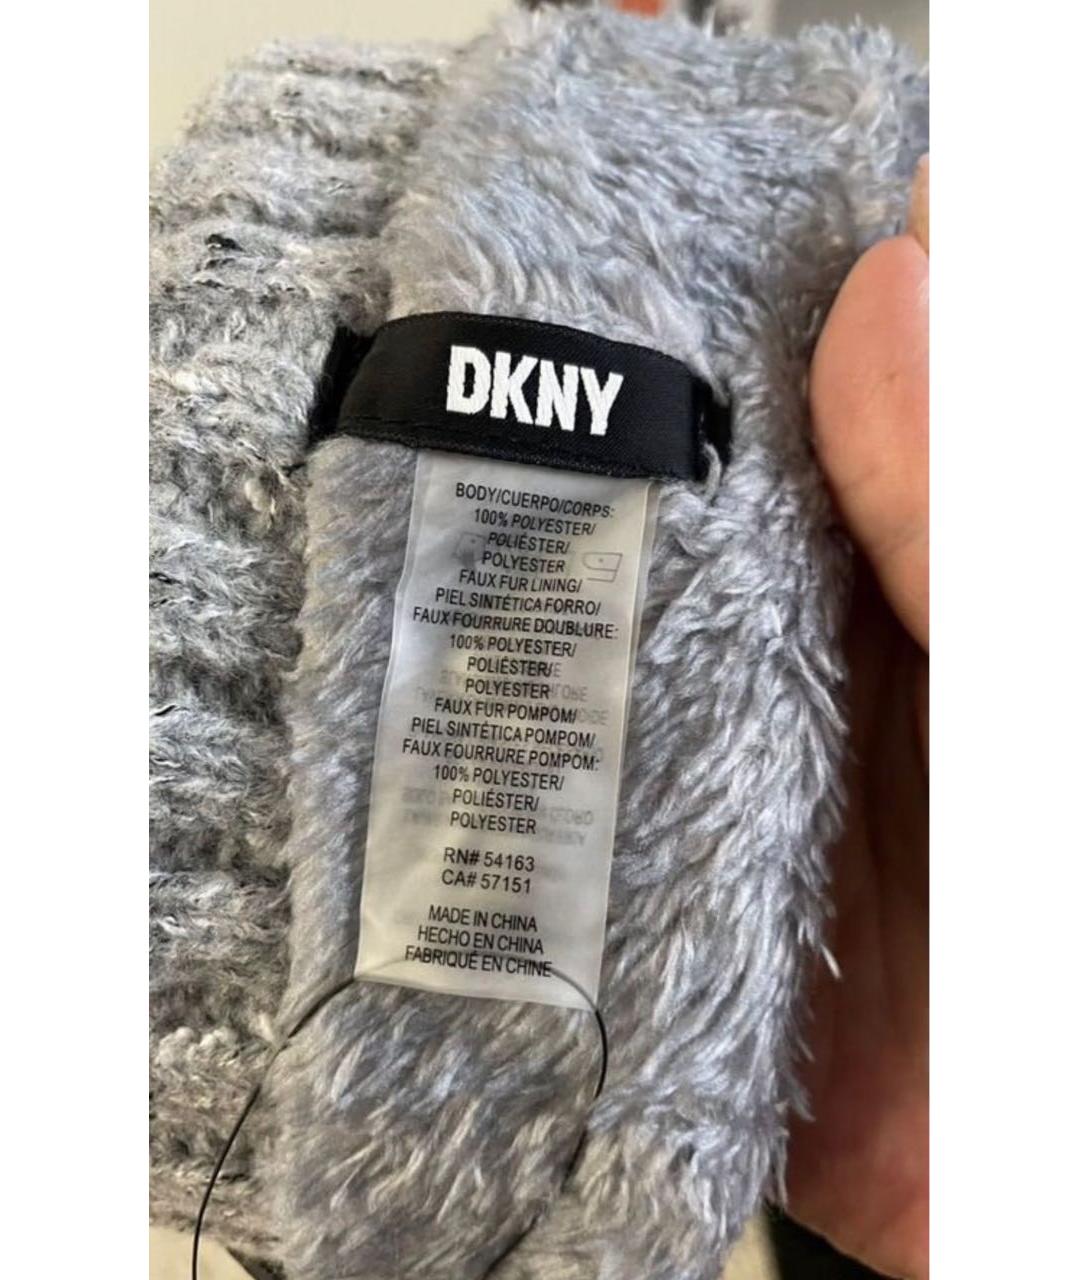 DKNY
BODY/CUERPO/CORPS:
100% POLYESTER/
POLIÉSTER/
POLYESTER
FAUX FUR LINING/
PIEL SINTÉTICA FORRO/
FAUX FOURRURE DOUBLURE:
100% POLYESTER/
POLIÉSTER/
POLYESTER
FAUX FUR POMPOM/
PIEL SINTÉTICA POMPOM/
FAUX FOURRURE POMPOM:
100% POLYESTER/
POLIÉSTER/
POLYESTER
RN# 54163
CA# 57151
MADE IN CHINA
HECHO EN CHINA
FABRIQUÉ EN CHINE